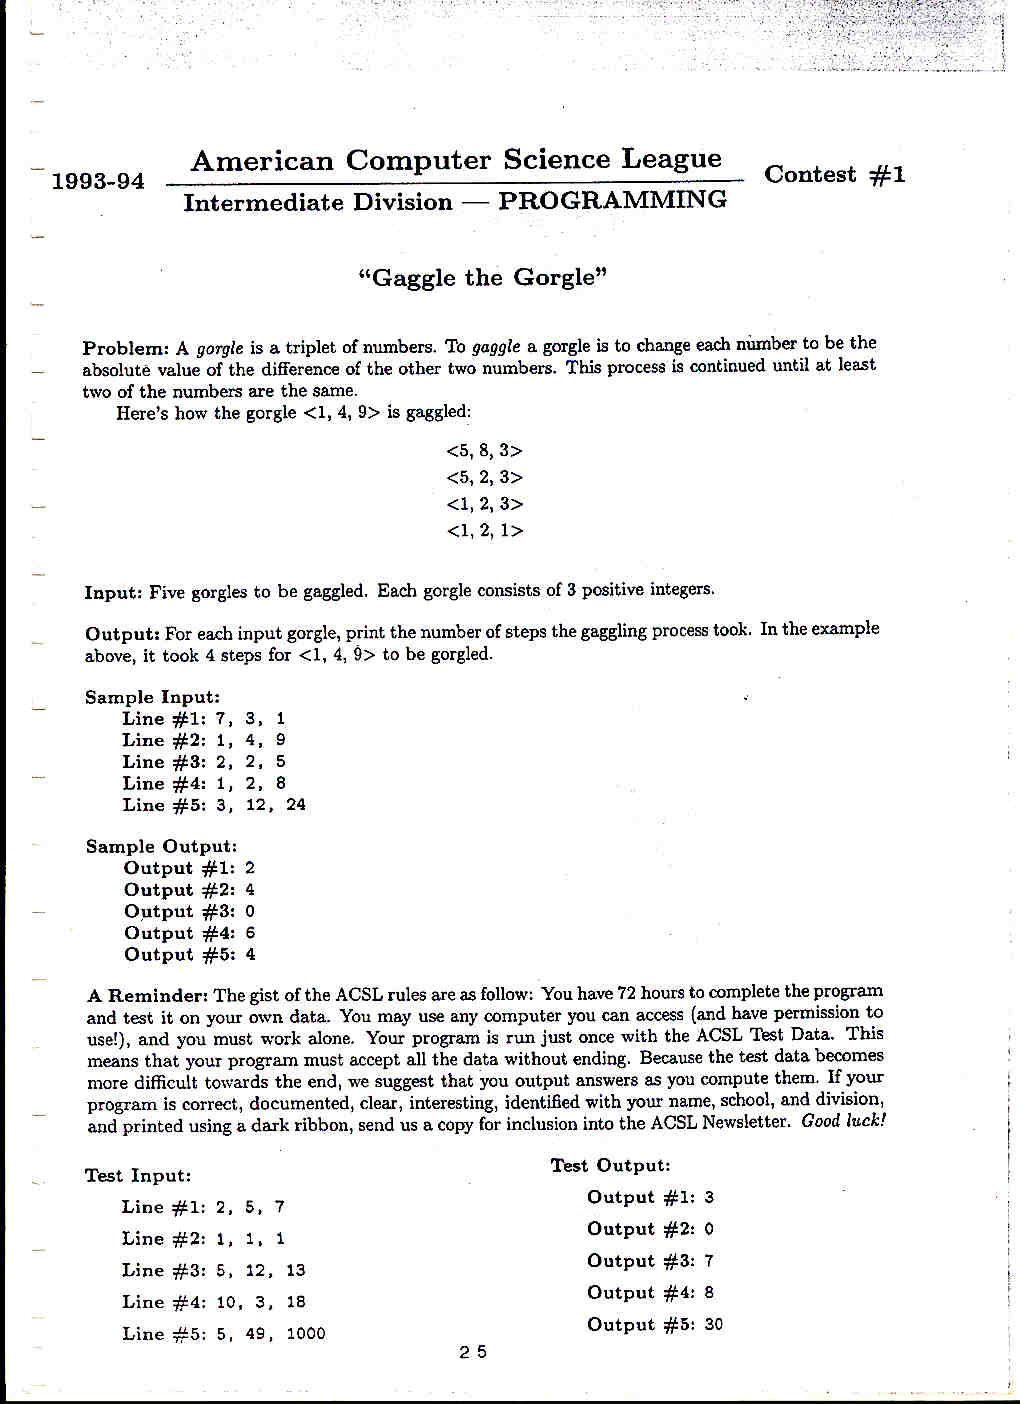 American Computer Science League
1993-94
Contest #1
Intermediate Division — PROGRAMMING
“Gaggle the Gorgle”
Problem: A gorgle is a triplet of numbers. To gaggle a gorgle is to change each number to be the
absolute value of the difference of the other two numbers. This process is continued until at least
two of the numbers are the same.
Here's how the gorgle <1, 4, 9> is gaggled:
<5, 8, 3>
<5, 2, 3>
<1, 2, 3>
<1, 2, 1>
Input: Five gorgles to be gaggled. Each gorgle consists of 3 positive integers.
Output: For each input gorgle, print the number of steps the gaggling process took. In the example
above, it took 4 steps for <1, 4, 9> to be gorgled.
Sample Input:
Line #1: 7, 3, 1
Line #2: 1, 4, 9
Line #3: 2, 2, 5
Line #4: 1, 2, 8
Line #5: 3, 12, 24
Sample Output:
Output #1: 2
Output #2: 4
Output #3: 0
Output #4: 6
Output #5: 4
A Reminder: The gist of the ACSL rules are as follow: You have 72 hours to complete the program
and test it on your own data. You may use any computer you can access (and have permission to
use!), and you must work alone. Your program is run just once with the ACSL Test Data. This
means that your program must accept all the data without ending. Because the test data becomes
more difficult towards the end, we suggest that you output answers as you compute them. If your
program is correct, documented, clear, interesting, identified with your name, school, and division,
and printed using a dark ribbon, send us a copy for inclusion into the ACSL Newsletter. Good luck!
Test Input:
Line #1: 2, 5, 7
Line #2: 1, 1, 1
Line #3: 5, 12, 13
Line #4: 10, 3, 18
Line #5: 5, 49, 1000
Test Output:
Output #1: 3
Output #2: 0
Output #3: 7
Output #4: 8
Output #5: 30
2 5